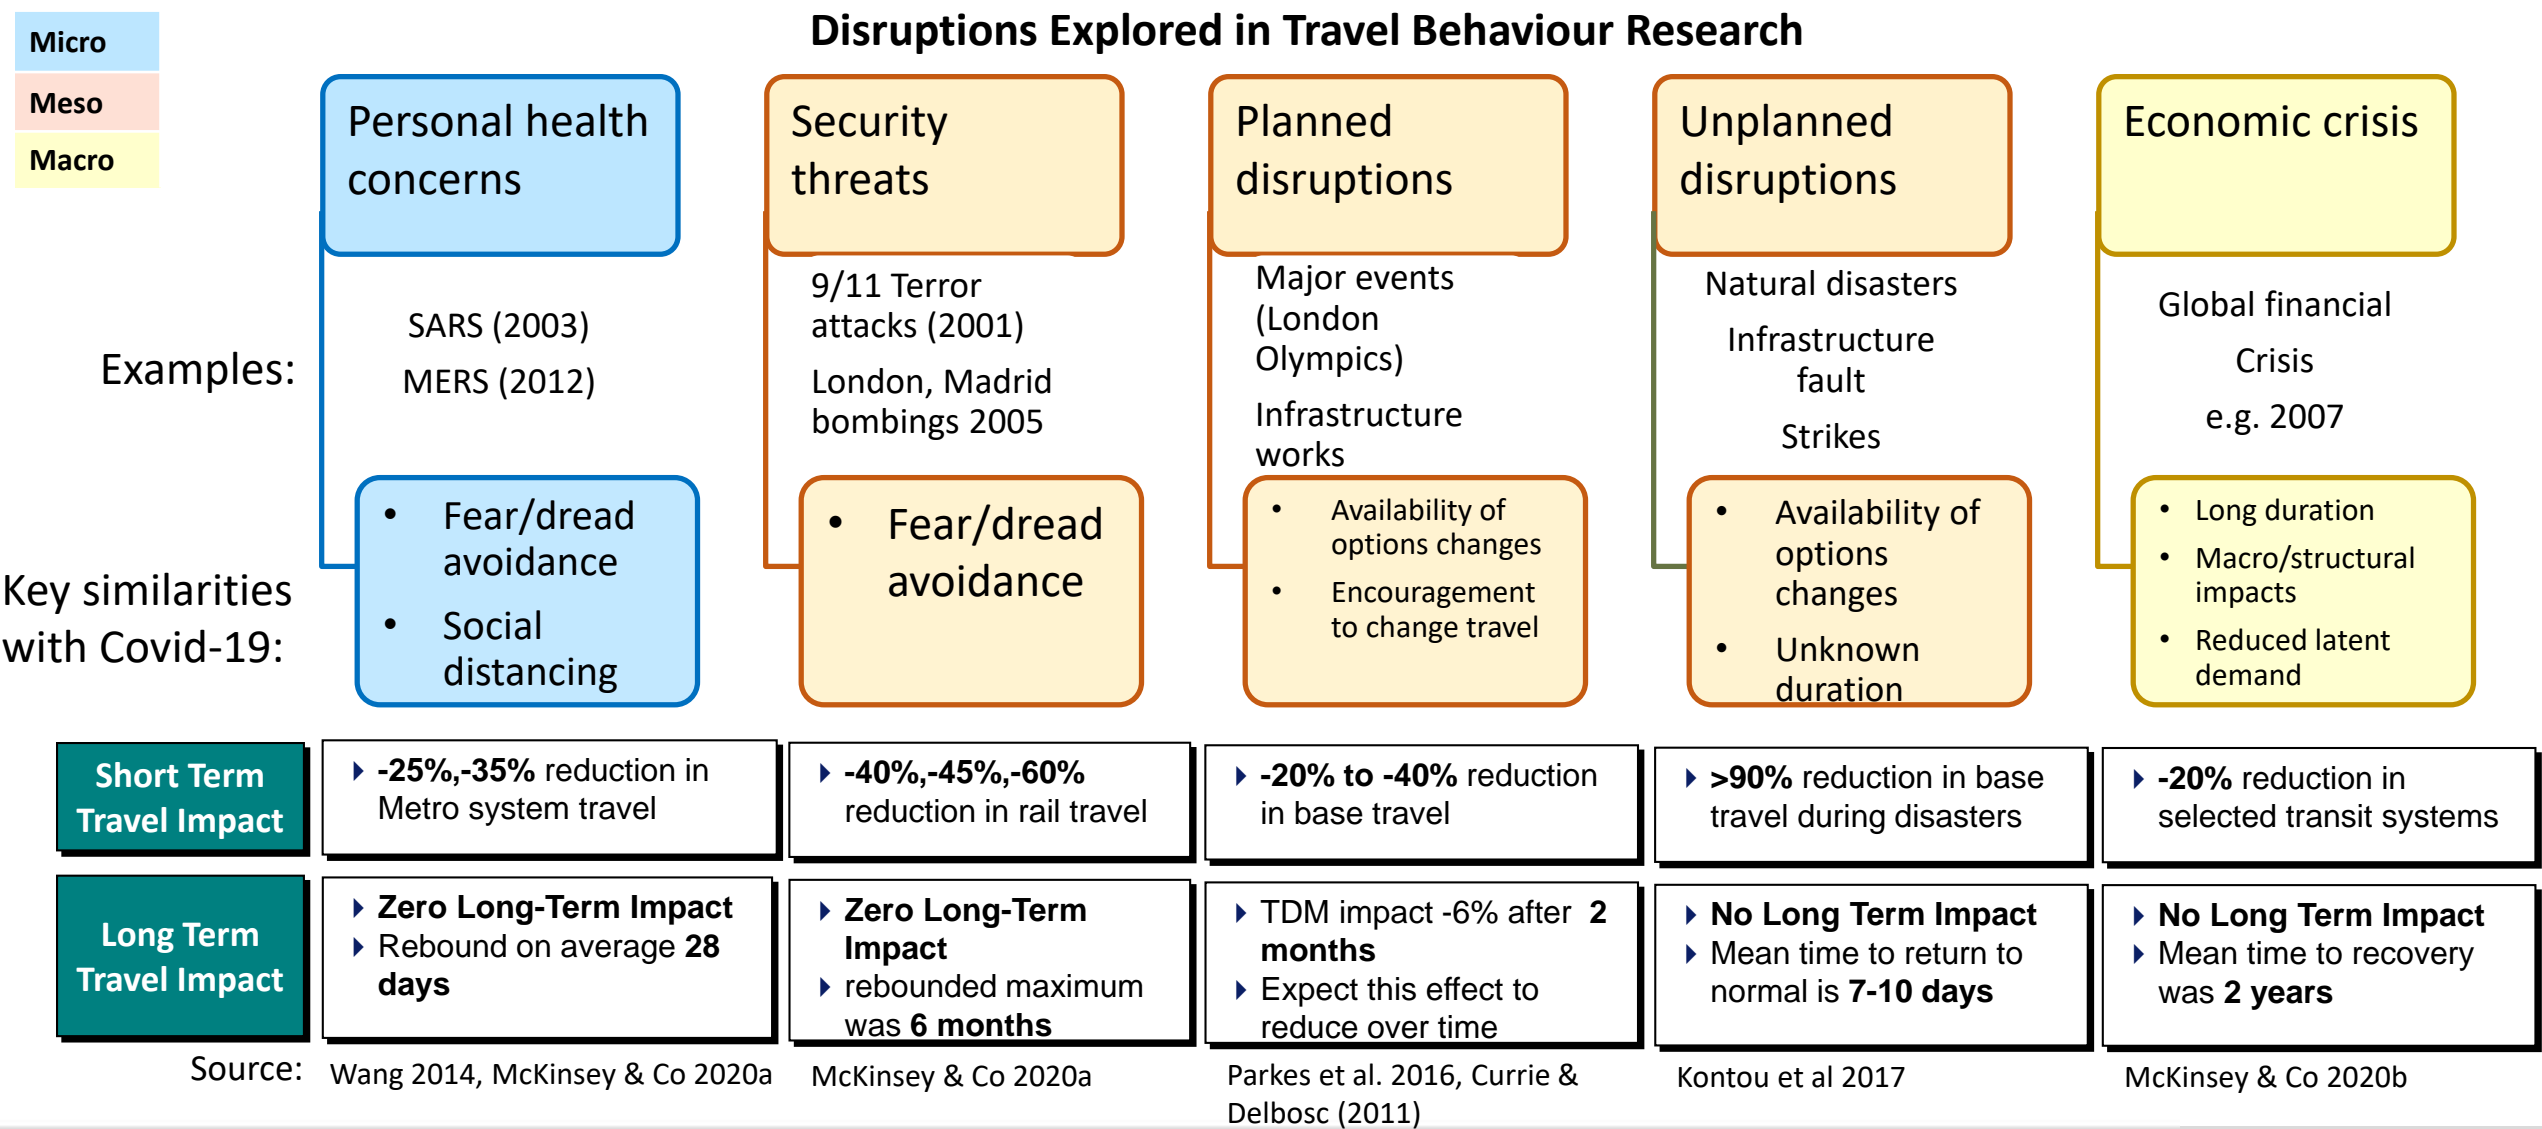 Disruptions Explored in Travel Behaviour Research
Micro
Meso
Macro
Personal health
concerns
Security
threats
Planned
disruptions
Unplanned
disruptions
Economic crisis
Examples:
SARS (2003)
MERS (2012)
9/11 Terror
attacks (2001)
London, Madrid
bombings 2005
Major events
(London
Olympics)
Infrastructure
works
Natural disasters
Infrastructure
fault
Strikes
Global financial
Crisis
e.g. 2007
Key similarities
with Covid-19:
• Fear/dread
avoidance
• Social
distancing
• Fear/dread
avoidance
• Availability of
options changes
• Encouragement
to change travel
• Availability of
options
changes
• Unknown
duration
• Long duration
• Macro/structural
impacts
• Reduced latent
demand
Short Term
Travel Impact
-25%,-35% reduction in
Metro system travel
-40%,-45%,-60%
reduction in rail travel
-20% to -40% reduction
in base travel
>90% reduction in base
travel during disasters
-20% reduction in
selected transit systems
Long Term
Travel Impact
Zero Long-Term Impact
Rebound on average 28
days
Zero Long-Term
Impact
rebounded maximum
was 6 months
TDM impact -6% after 2
months
Expect this effect to
reduce over time
No Long Term Impact
Mean time to return to
normal is 7-10 days
No Long Term Impact
Mean time to recovery
was 2 years
Source:
Wang 2014, McKinsey & Co 2020a
McKinsey & Co 2020a
Parkes et al. 2016, Currie &
Delbosc (2011)
Kontou et al 2017
McKinsey & Co 2020b